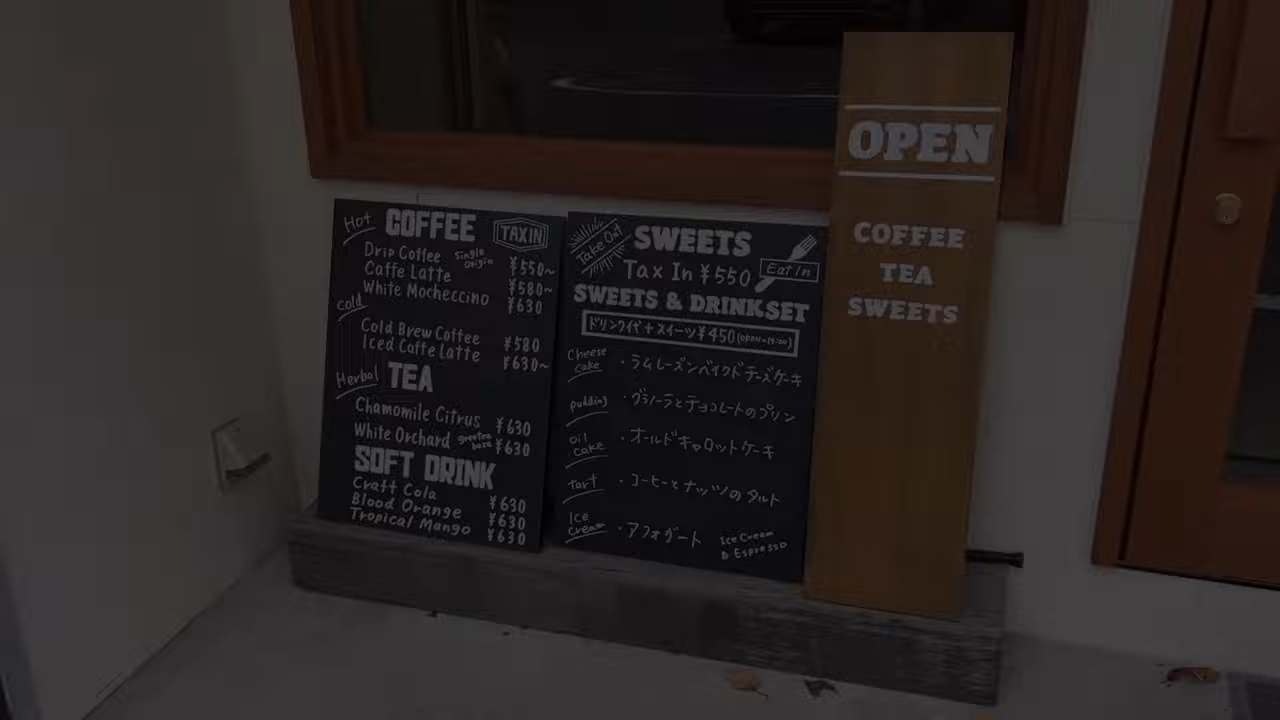 Hot COFFEE TAXIN
Drip Coffee Single Origin ¥550~
Caffe Latte ¥580~
White Mocheccino ¥630
Cold
Cold Brew Coffee ¥580
Iced Caffe Latte ¥630~
Herbal TEA
Chamomile Citrus ¥630
White Orchard greentea base ¥630
SOFT DRINK
Craft Cola ¥630
Blood Orange ¥630
Tropical Mango ¥630
Take Out SWEETS
Tax In ¥550 Eat In
SWEETS & DRINK SET
ドリンク代+スイーツ¥450
Cheese cake ・ラムレーズンベイクドチーズケーキ
pudding ・グラノーラとチョコレートのプリン
oil cake ・オールドキャロットケーキ
tart ・コーヒーとナッツのタルト
Ice cream ・アフォガート Ice Cream & Espresso
OPEN
COFFEE
TEA
SWEETS